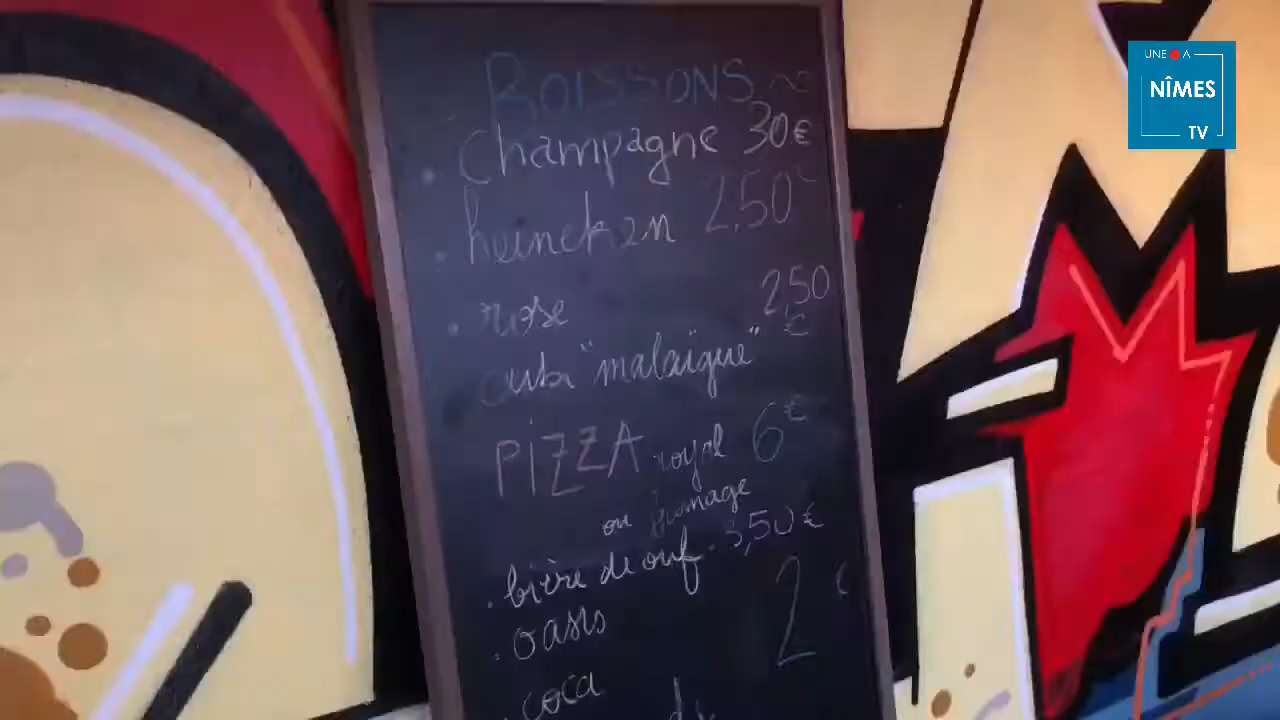 BOISSONS
• champagne 30€
• heineken 2,50€
• rose 2,50 €
"malaïgue"
PIZZA royal 6€
ou fromage
• bière de ouf. 3,50€
• oasis 2€
• coca
UNE A
NÎMES
TV